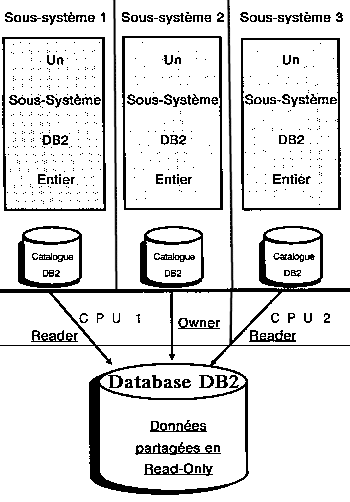 Sous-système 1 Sous-système 2 Sous-système 3
Un Un Un
Sous-Système Sous-Système Sous-Système
DB2 DB2 DB2
Entier Entier Entier
Catalogue Catalogue Catalogue
DB2 DB2 DB2
CPU 1 Owner CPU 2
Reader Reader
Database DB2
Données
partagées en
Read-Only